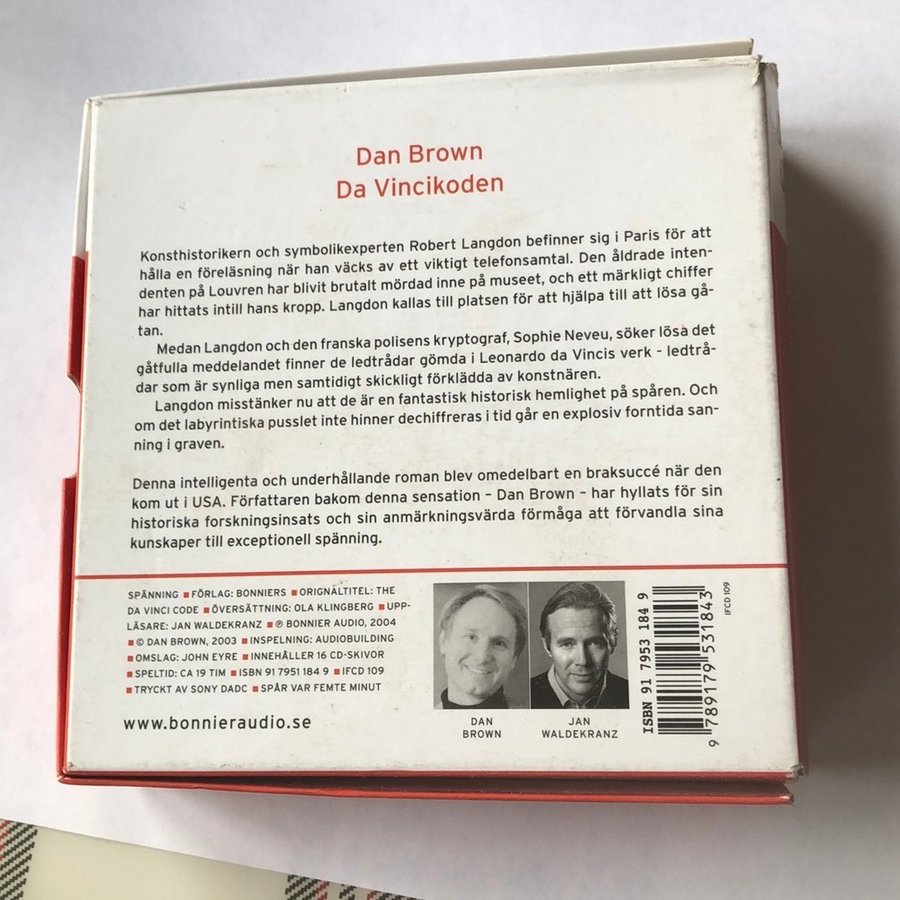 Dan Brown
Da Vincikoden
Konsthistorikern och symbolikexperten Robert Langdon befinner sig i Paris för att
hålla en föreläsning när han väcks av ett viktigt telefonsamtal. Den åldrade inten-
denten på Louvren har blivit brutalt mördad inne på museet, och ett märkligt chiffer
har hittats intill hans kropp. Langdon kallas till platsen för att hjälpa till att lösa gå-
tan.
Medan Langdon och den franska polisens kryptograf, Sophie Neveu, söker lösa det
gåtfulla meddelandet finner de ledtrådar gömda i Leonardo da Vincis verk - ledtrå-
dar som är synliga men samtidigt skickligt förklädda av konstnären.
Langdon misstänker nu att de är en fantastisk historisk hemlighet på spåren. Och
om det labyrintiska pusslet inte hinner dechiffreras i tid går en explosiv forntida san-
ning i graven.
Denna intelligenta och underhållande roman blev omedelbart en braksuccé när den
kom ut i USA. Författaren bakom denna sensation – Dan Brown – har hyllats för sin
historiska forskningsinsats och sin anmärkningsvärda förmåga att förvandla sina
kunskaper till exceptionell spänning.
SPÄNNING ■ FÖRLAG: BONNIERS ■ ORIGNALTITEL: THE
DA VINCI CODE ■ ÖVERSÄTTNING: OLA KLINGBERG ■ UPP-
LÄSARE: JAN WALDEKRANZ ■ ℗ BONNIER AUDIO, 2004
■ © DAN BROWN, 2003 ■ INSPELNING: AUDIOBUILDING
■ OMSLAG: JOHN EYRE ■ INNEHÅLLER 16 CD-SKIVOR
■ SPELTID: CA 19 TIM ■ ISBN 91 7951 184 9 ■ IFCD 109
■ TRYCKT AV SONY DADC ■ SPÅR VAR FEMTE MINUT
www.bonnieraudio.se
DAN
BROWN
JAN
WALDEKRANZ
ISBN 91 7953 184 9
9 789179 531843
IFCD 109